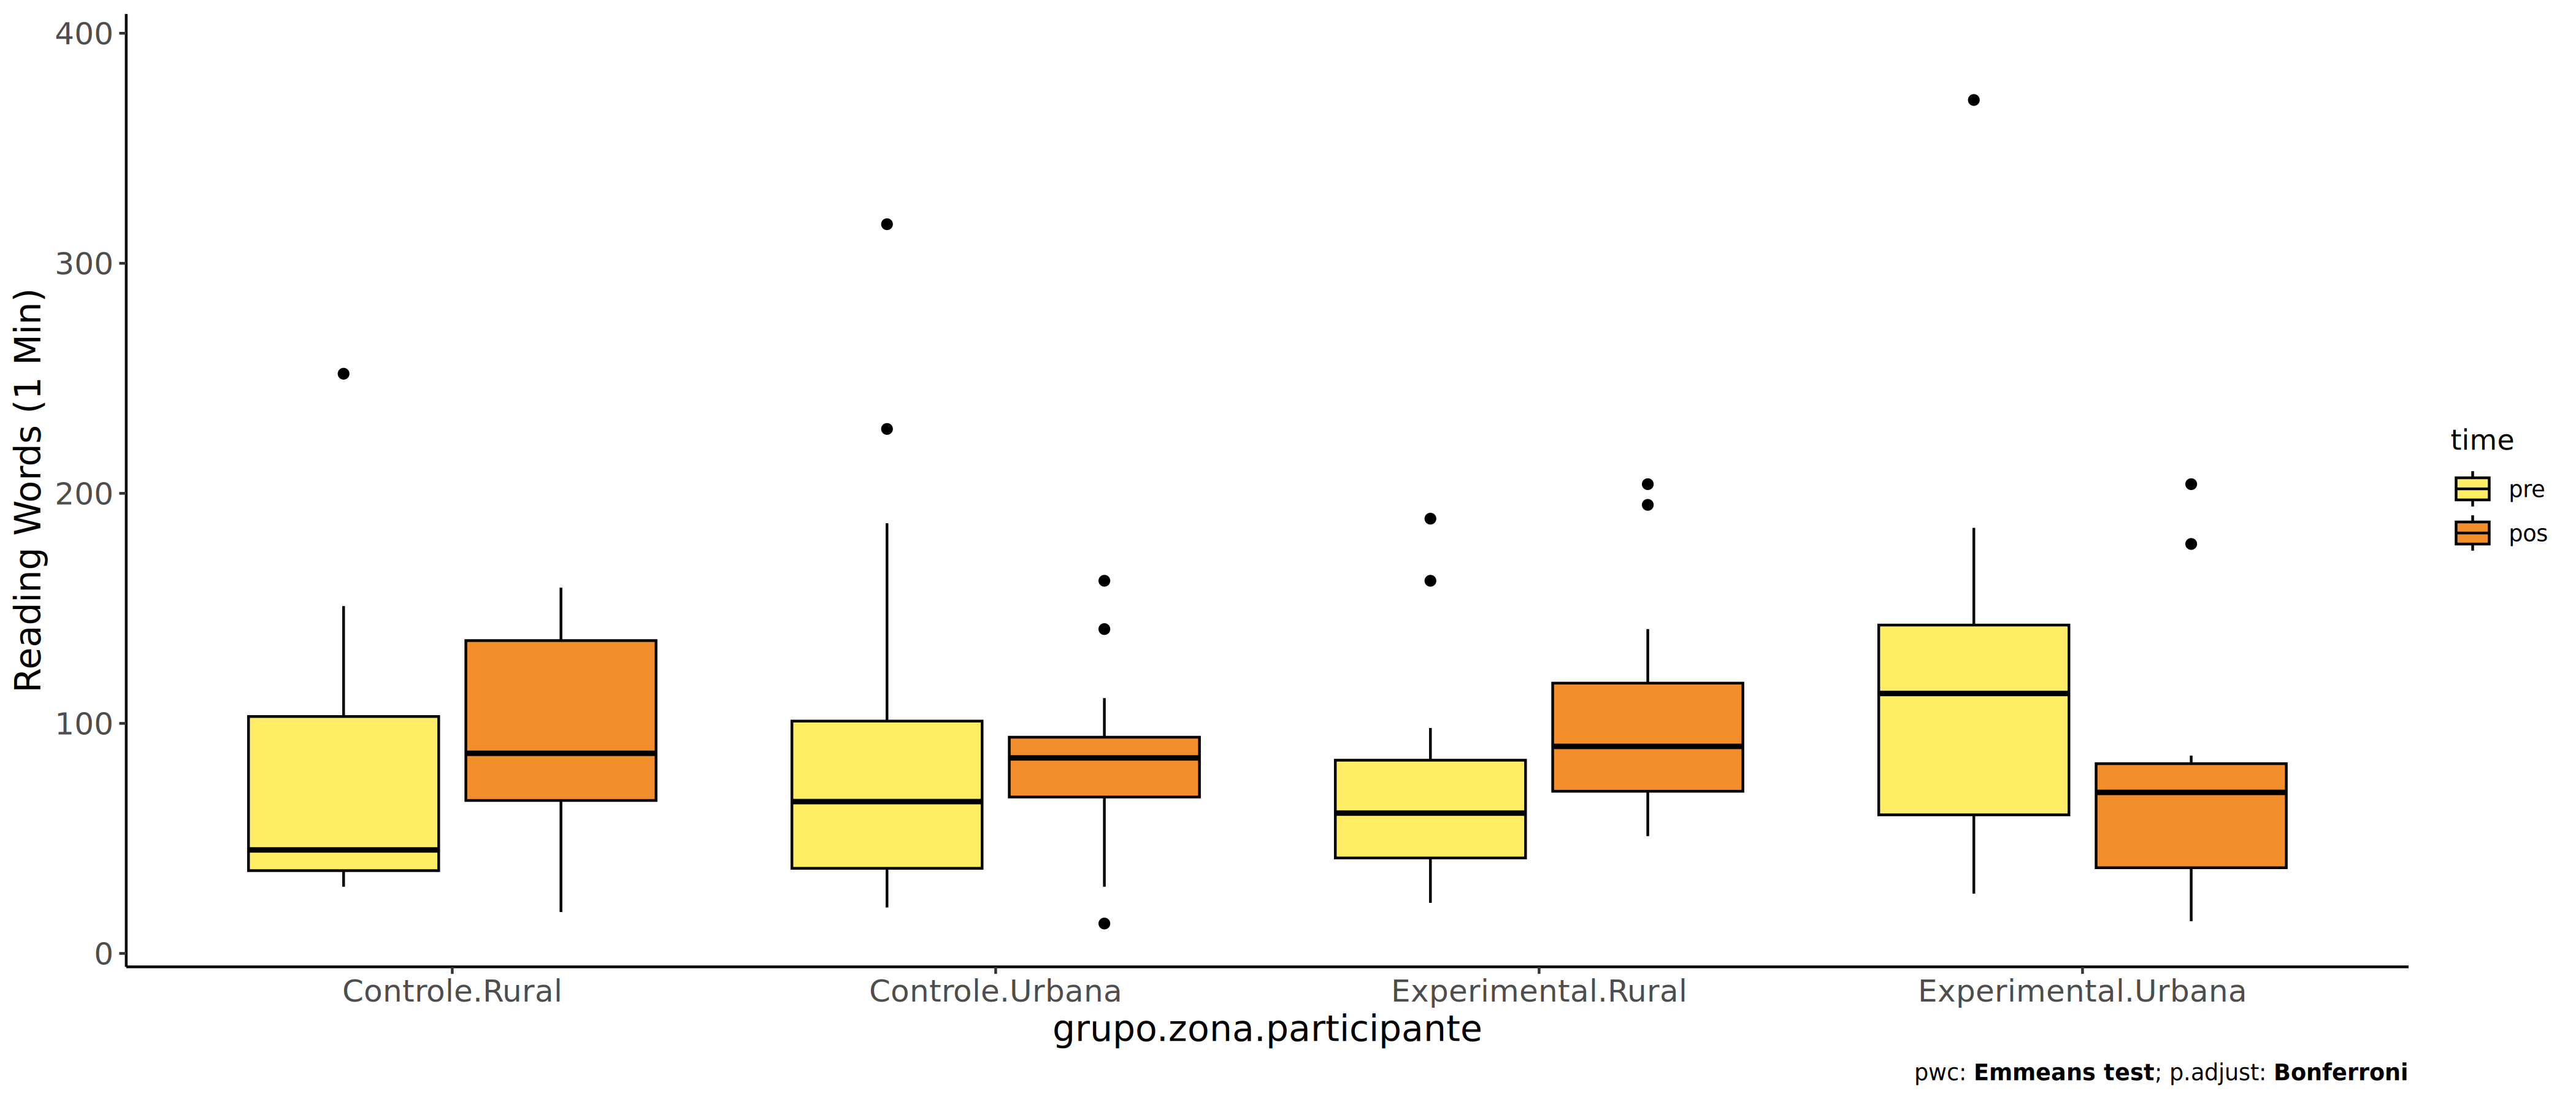 400
300
200
100
0
Reading Words (1 Min)
Controle.Rural
Controle.Urbana
Experimental.Rural
Experimental.Urbana
grupo.zona.participante
time
pre
pos
pwc: Emmeans test; p.adjust: Bonferroni